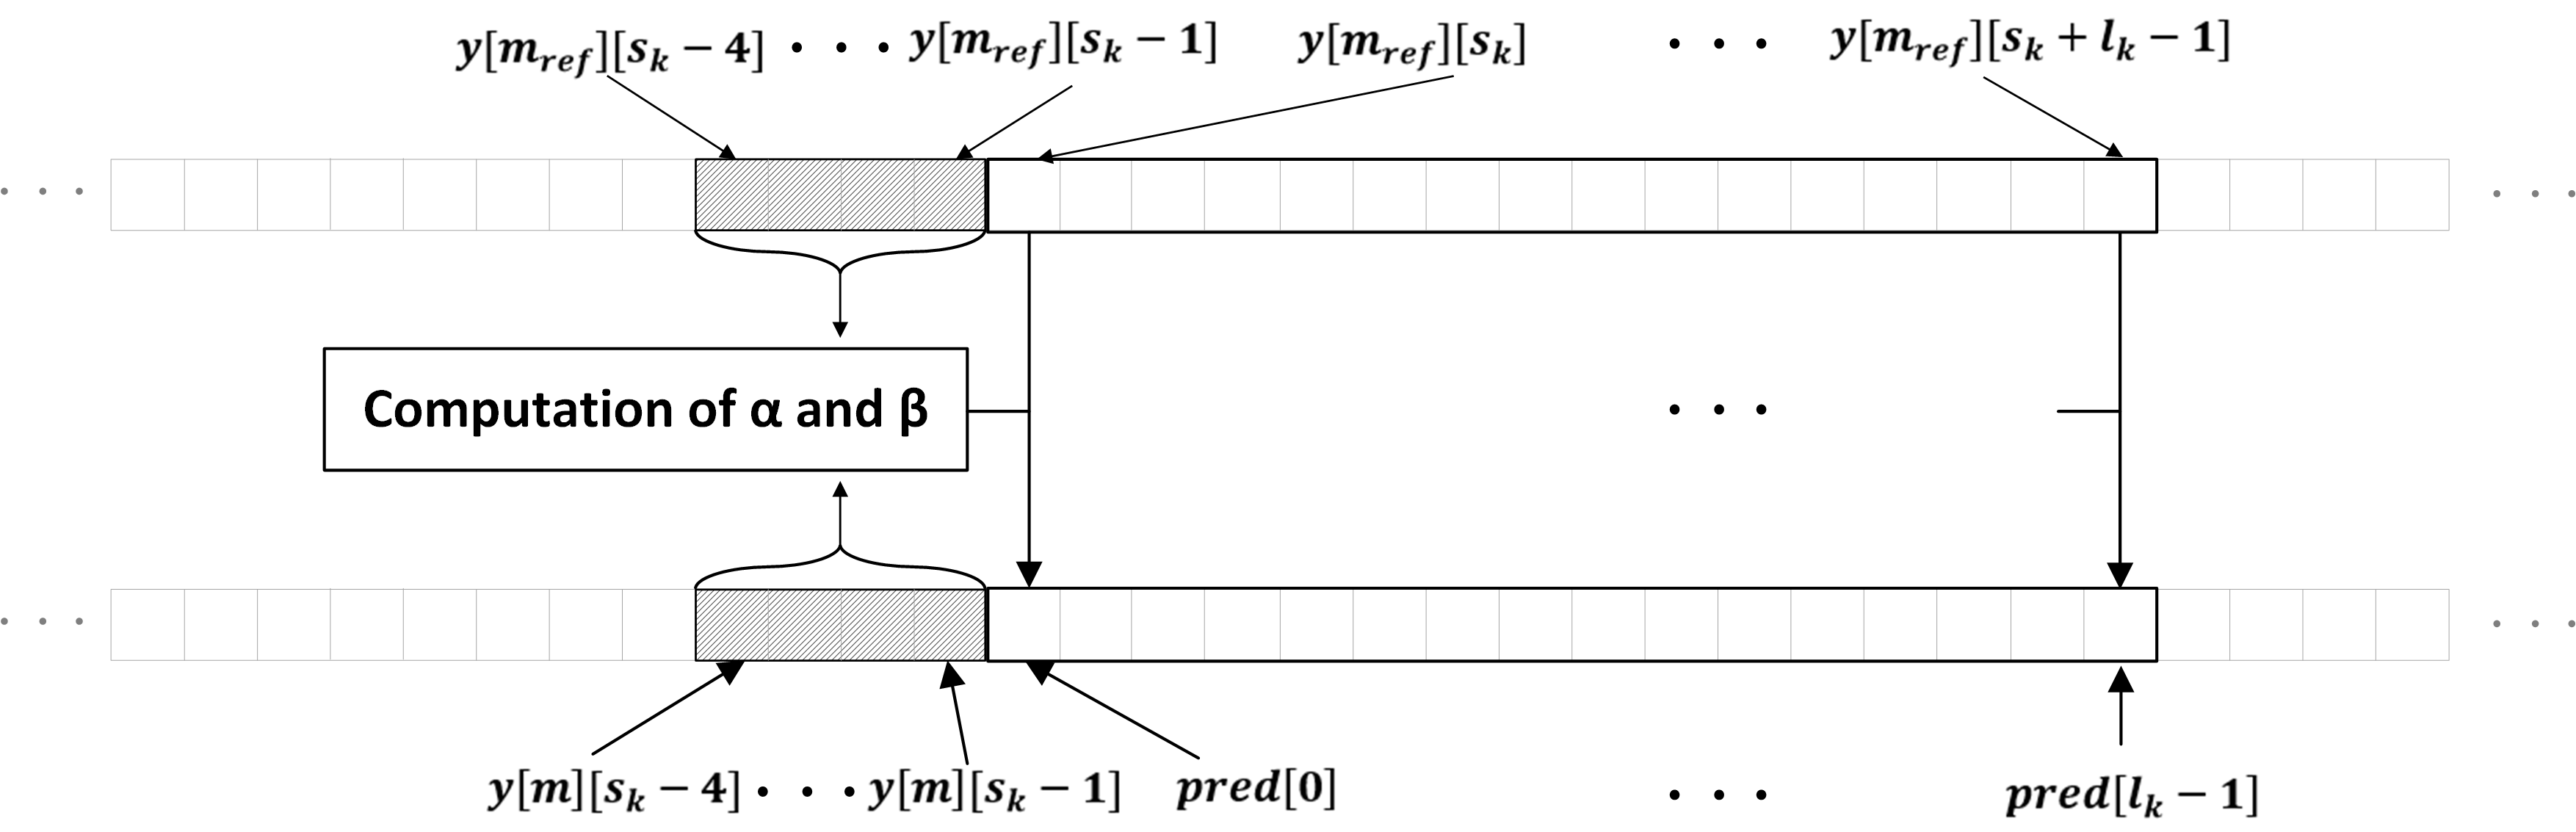 y[m_ref][s_k − 4] • • • y[m_ref][s_k − 1] y[m_ref][s_k] • • • y[m_ref][s_k + l_k − 1]
Computation of α and β • • •
y[m][s_k − 4] • • • y[m][s_k − 1] pred[0] • • • pred[l_k − 1]